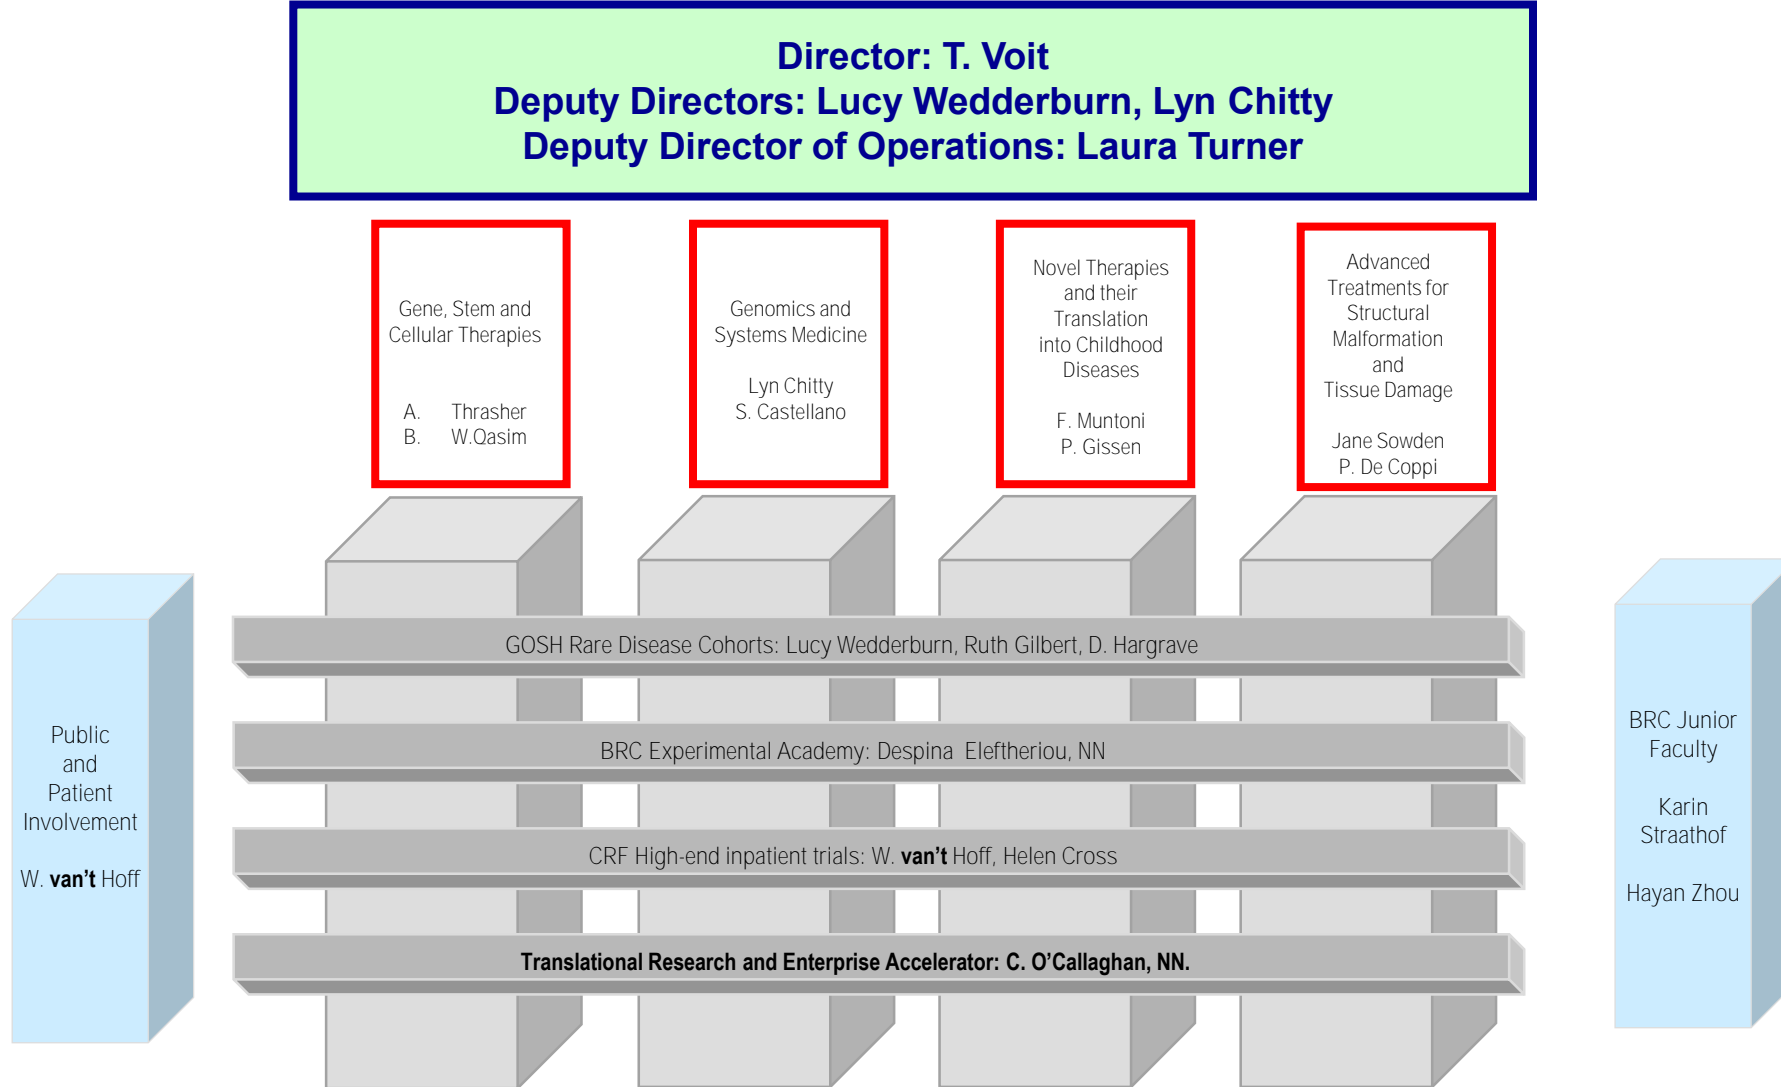 Director: T. Voit
Deputy Directors: Lucy Wedderburn, Lyn Chitty
Deputy Director of Operations: Laura Turner
Gene, Stem and
Cellular Therapies
A. Thrasher
B. W.Qasim
Genomics and
Systems Medicine
Lyn Chitty
S. Castellano
Novel Therapies
and their
Translation
into Childhood
Diseases
F. Muntoni
P. Gissen
Advanced
Treatments for
Structural
Malformation
and
Tissue Damage
Jane Sowden
P. De Coppi
Public
and
Patient
Involvement
W. van't Hoff
GOSH Rare Disease Cohorts: Lucy Wedderburn, Ruth Gilbert, D. Hargrave
BRC Experimental Academy: Despina Eleftheriou, NN
CRF High-end inpatient trials: W. van't Hoff, Helen Cross
Translational Research and Enterprise Accelerator: C. O’Callaghan, NN.
BRC Junior
Faculty
Karin
Straathof
Hayan Zhou